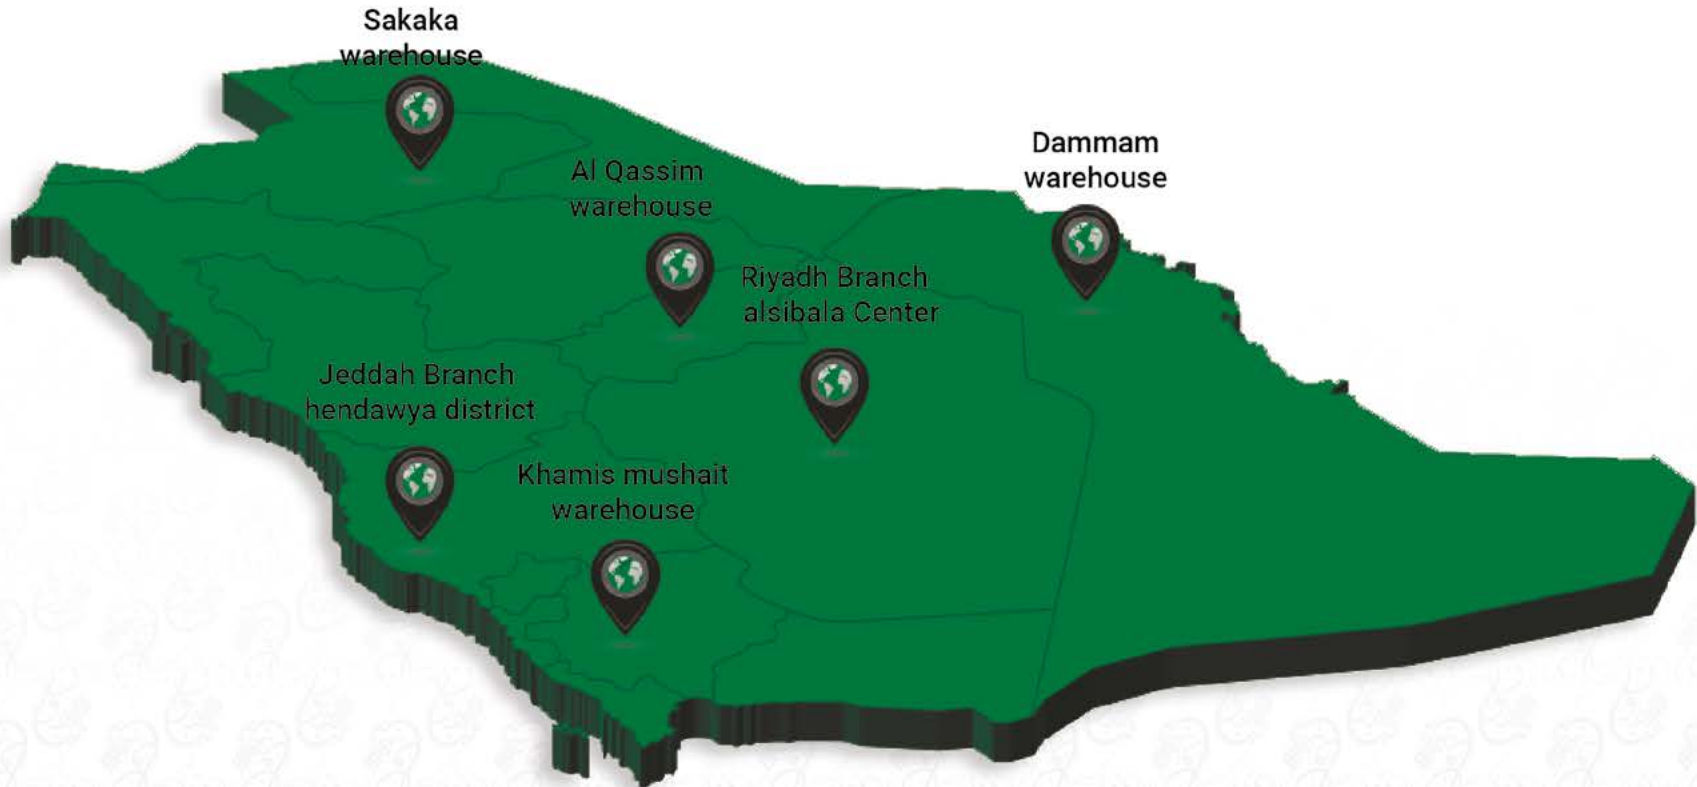 Sakaka
warehouse
Dammam
warehouse
Al Qassim
warehouse
Riyadh Branch
alsibala Center
Jeddah Branch
hendawya district
Khamis mushait
warehouse